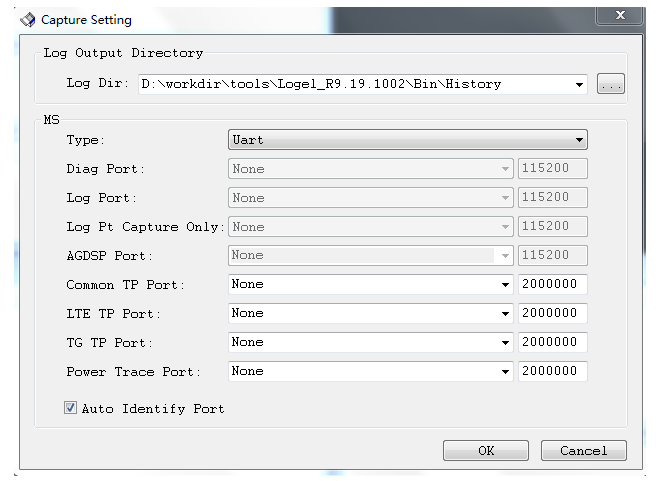 Capture Setting
x
Log Output Directory
Log Dir: D:\workdir\tools\Logel_R9.19.1002\Bin\History ...
MS
Type: Uart
Diag Port: None 115200
Log Port: None 115200
Log Pt Capture Only: None 115200
AGDSP Port: None 115200
Common TP Port: None 2000000
LTE TP Port: None 2000000
TG TP Port: None 2000000
Power Trace Port: None 2000000
Auto Identify Port
OK Cancel